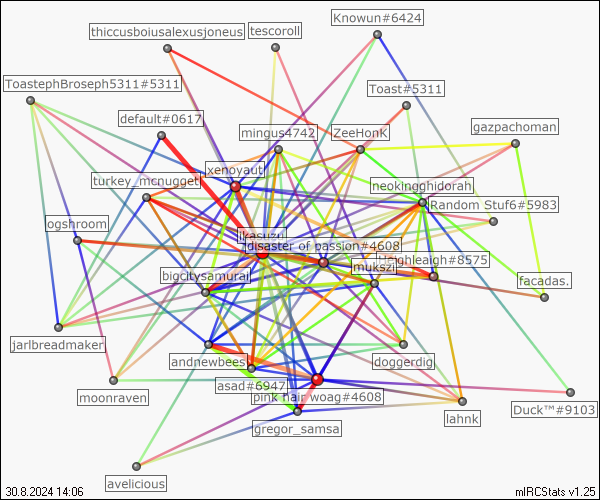 Knowun#6424
thiccusboiusalexusjoneus
tescoroll
ToastephBroseph5311#5311
Toast#5311
default#0617
gazpachoman
mingus4742
ZeeHonK
xenoyauti
turkey_mcnugget
neokingghidorah
Random Stuf6#5983
ogshroom
ikasuzu
disaster of passion#4608
Heighleaigh#8575
mukszi
bigcitysamurai
facadas.
jarlbreadmaker
andnewbees
doggerdig
asad#6947
moonraven
pink hair woag#4608
Duck™#9103
lahnk
gregor_samsa
avelicious
30.8.2024 14:06
mIRCStats v1.25